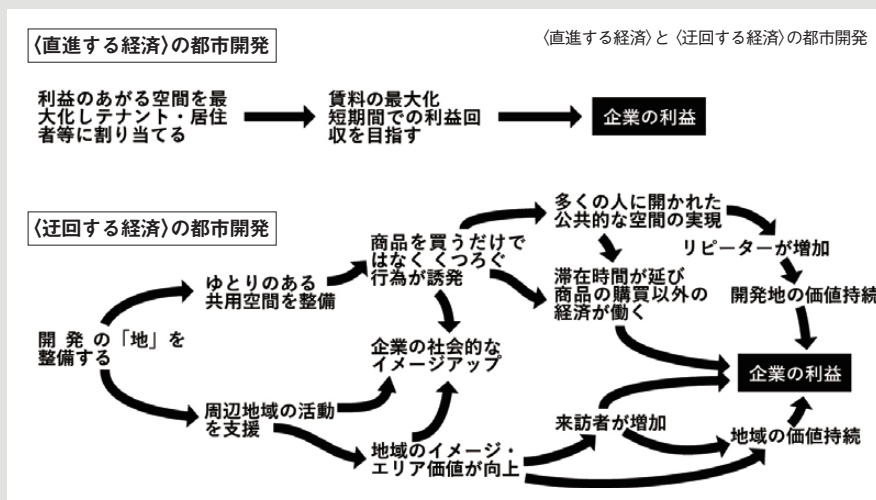 〈直進する経済〉の都市開発
〈直進する経済〉と〈迂回する経済〉の都市開発
利益のあがる空間を最
大化しテナント・居住
者等に割り当てる
賃料の最大化
短期間での利益回
収を目指す
企業の利益
〈迂回する経済〉の都市開発
開発の「地」を
整備する
ゆとりのある
共用空間を整備
周辺地域の活動
を支援
商品を買うだけで
はなく くつろぐ
行為が誘発
企業の社会的な
イメージアップ
地域のイメージ・
エリア価値が向上
多くの人に開かれた
公共的な空間の実現
滞在時間が延び
商品の購買以外の
経済が働く
来訪者が増加
リピーターが増加
開発地の価値持続
企業の利益
地域の価値持続